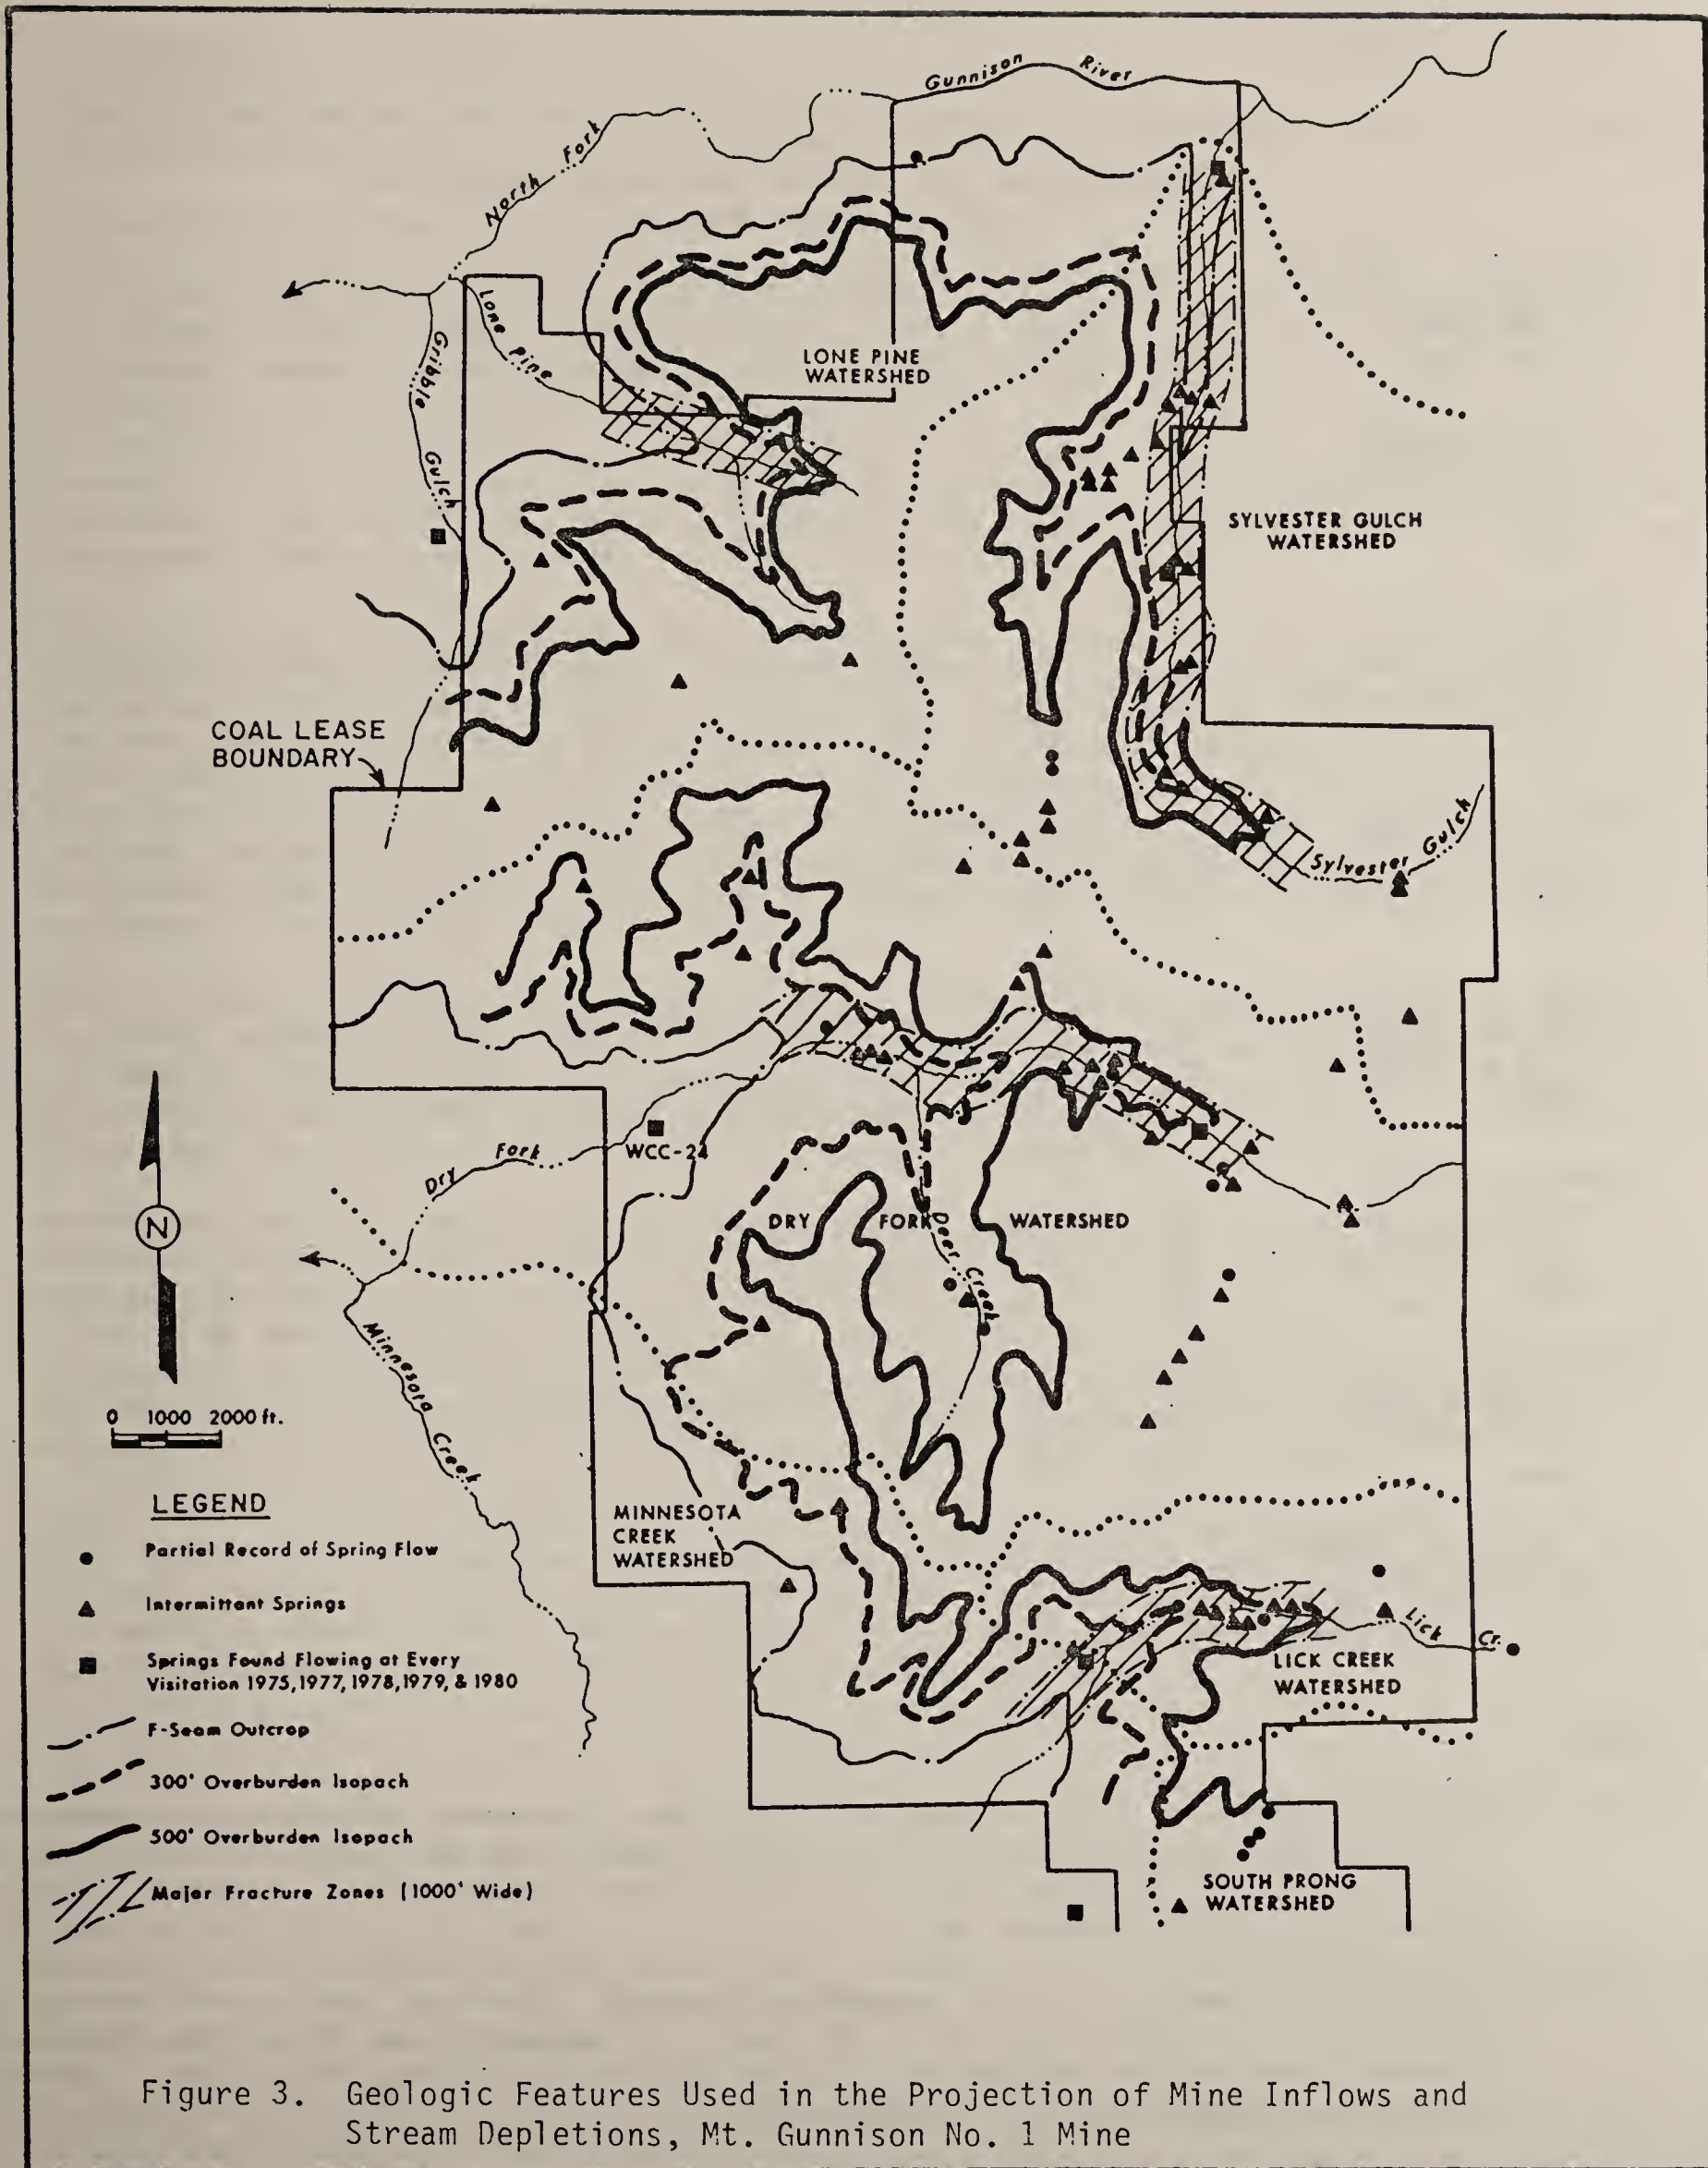 Gunnison River
North Fork
Lone Pine
Gribble Gulch
LONE PINE
WATERSHED
SYLVESTER GULCH
WATERSHED
COAL LEASE
BOUNDARY
Sylvester Gulch
WCC-24
Dry Fork
N
DRY FORK WATERSHED
Deer Creek
Minnesota Creek
0 1000 2000 ft.
LEGEND
Partial Record of Spring Flow
Intermittant Springs
Springs Found Flowing at Every
Visitation 1975, 1977, 1978, 1979, & 1980
F-Seam Outcrop
300' Overburden Isopach
500' Overburden Isopach
Major Fracture Zones (1000' Wide)
MINNESOTA
CREEK
WATERSHED
Lick Cr.
LICK CREEK
WATERSHED
SOUTH PRONG
WATERSHED
Figure 3. Geologic Features Used in the Projection of Mine Inflows and
Stream Depletions, Mt. Gunnison No. 1 Mine